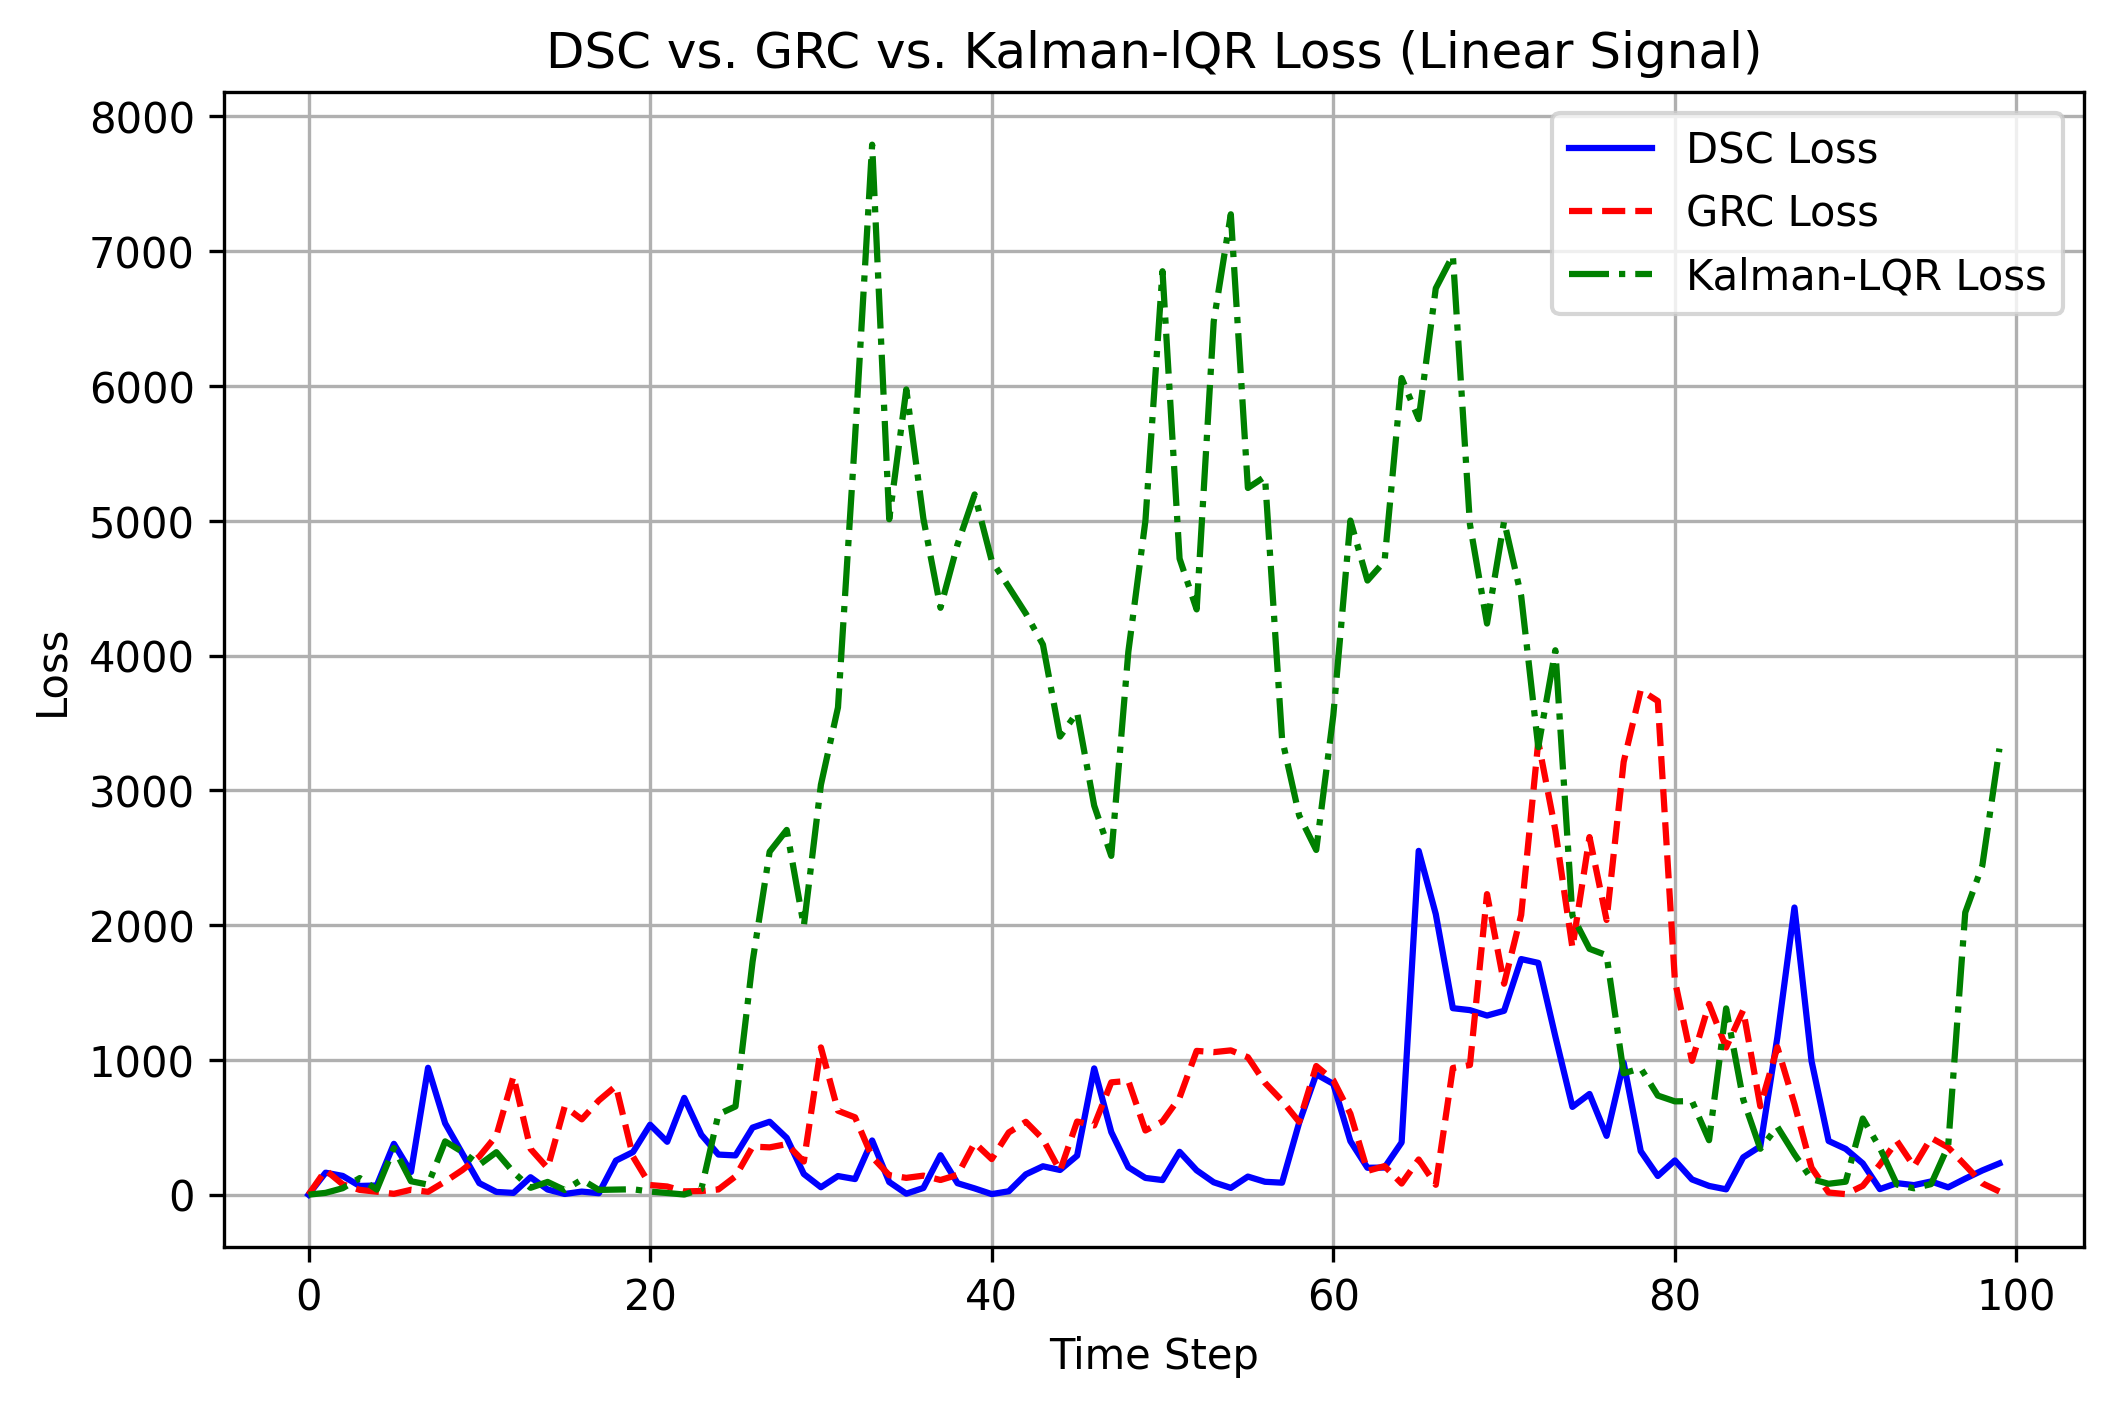 DSC vs. GRC vs. Kalman-lQR Loss (Linear Signal)
8000
7000
6000
5000
4000
3000
2000
1000
0
Loss
DSC Loss
GRC Loss
Kalman-LQR Loss
0 20 40 60 80 100
Time Step